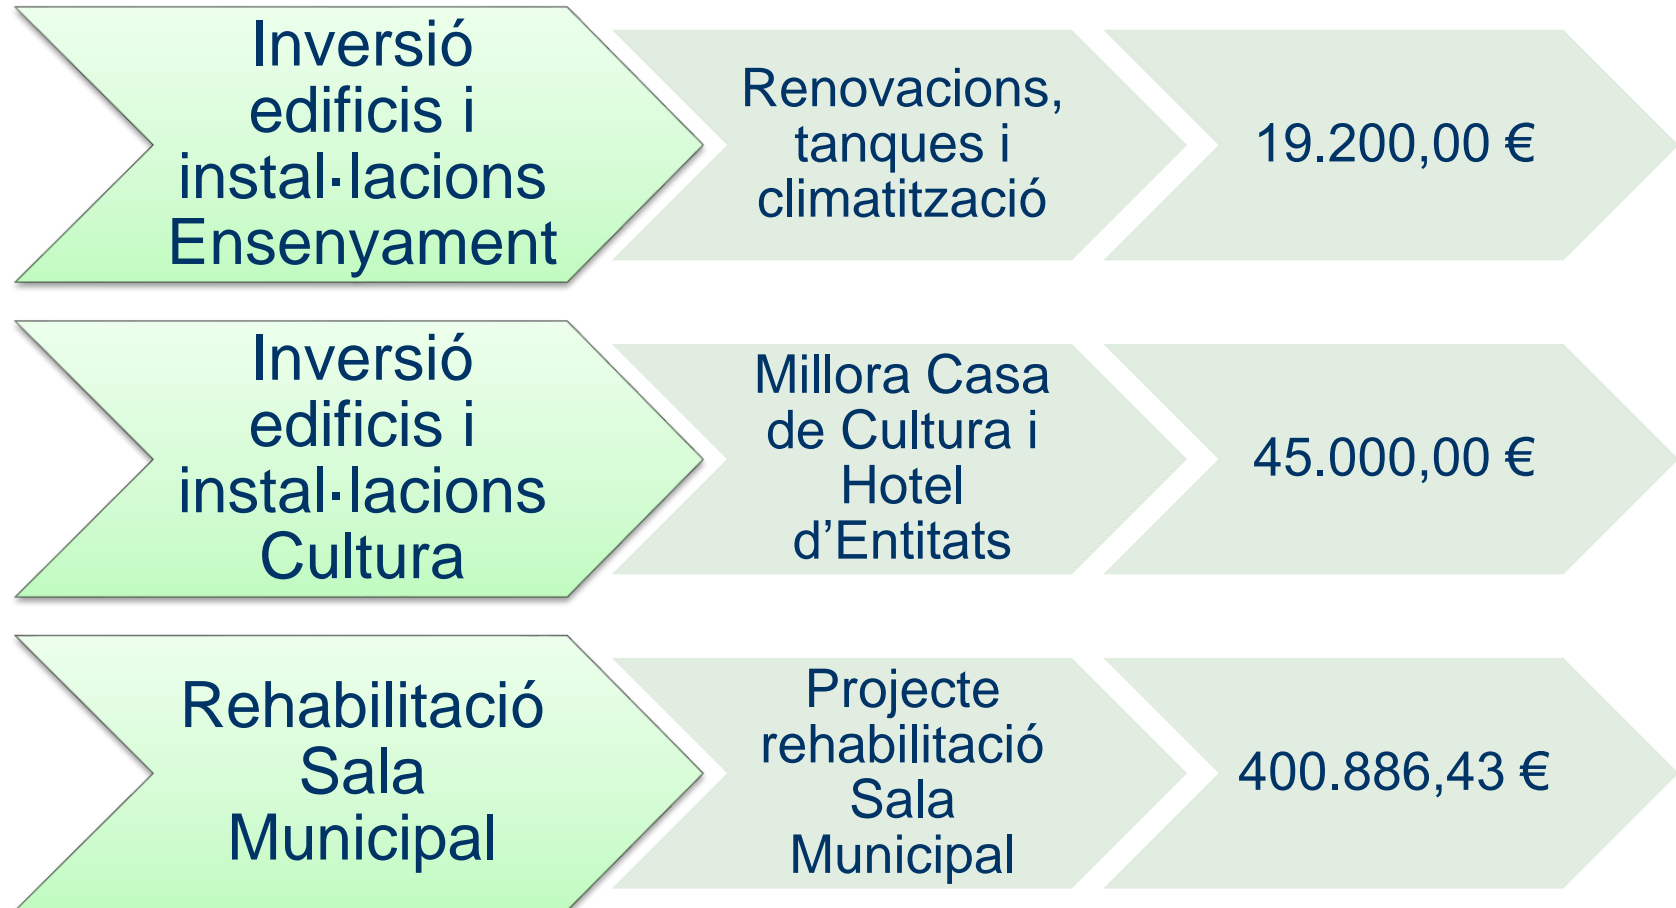 Inversió
edificis i
instal·lacions
Ensenyament
Renovacions,
tanques i
climatització
19.200,00 €
Inversió
edificis i
instal·lacions
Cultura
Millora Casa
de Cultura i
Hotel
d’Entitats
45.000,00 €
Rehabilitació
Sala
Municipal
Projecte
rehabilitació
Sala
Municipal
400.886,43 €